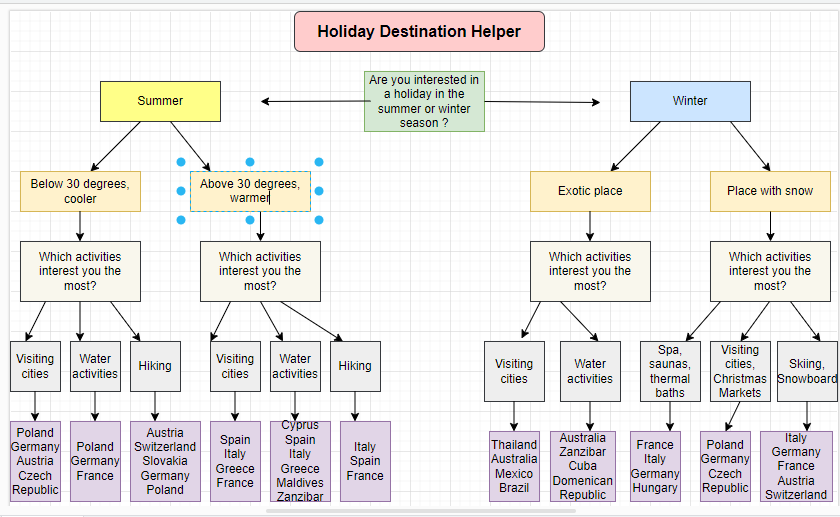 Holiday Destination Helper
Are you interested in
a holiday in the
summer or winter
season ?
Summer
Winter
Below 30 degrees,
cooler
Above 30 degrees,
warmer
Exotic place
Place with snow
Which activities
interest you the
most?
Which activities
interest you the
most?
Which activities
interest you the
most?
Which activities
interest you the
most?
Visiting
cities
Water
activities
Hiking
Visiting
cities
Water
activities
Hiking
Visiting
cities
Water
activities
Spa,
saunas,
thermal
baths
Visiting
cities,
Christmas
Markets
Skiing,
Snowboard
Poland
Germany
Austria
Czech
Republic
Poland
Germany
France
Austria
Switzerland
Slovakia
Germany
Poland
Spain
Italy
Greece
France
Cyprus
Spain
Italy
Greece
Maldives
Zanzibar
Italy
Spain
France
Thailand
Australia
Mexico
Brazil
Australia
Zanzibar
Cuba
Domenican
Republic
France
Italy
Germany
Hungary
Poland
Germany
Czech
Republic
Italy
Germany
France
Austria
Switzerland